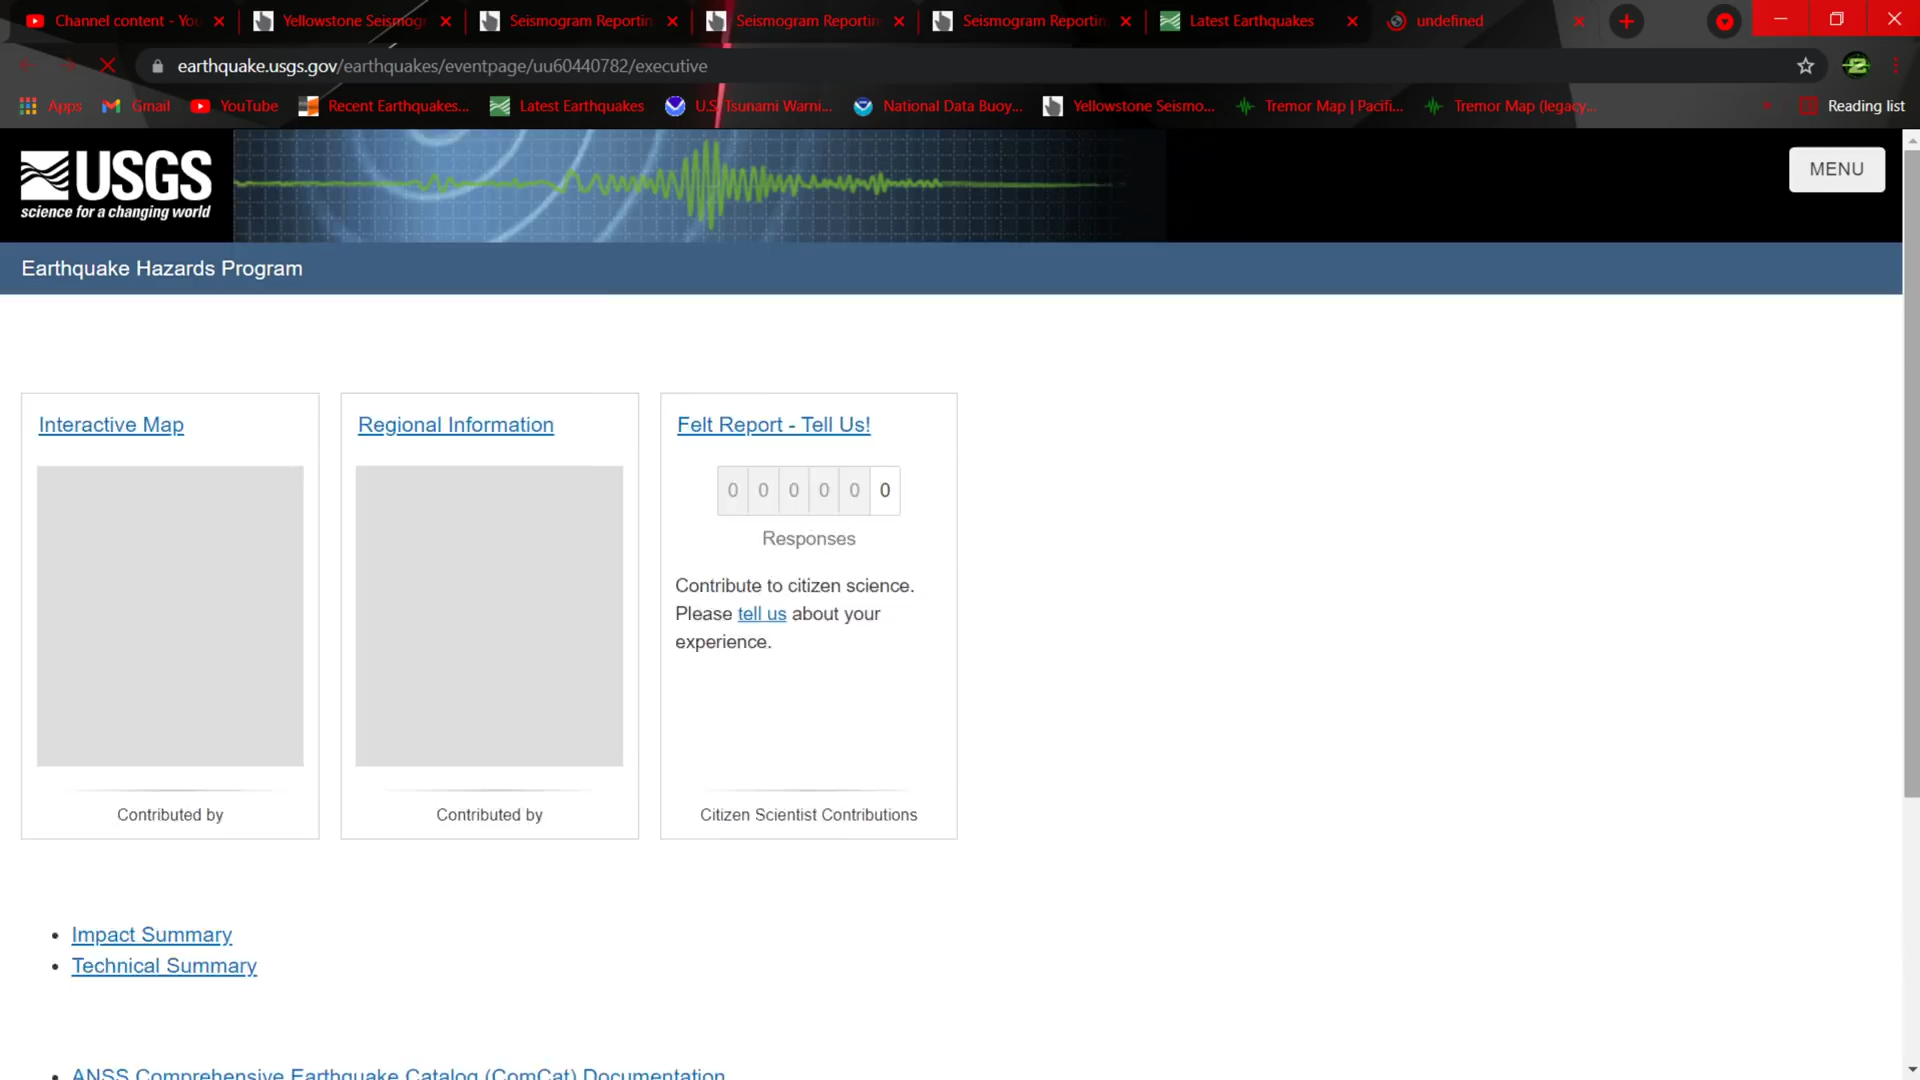 Channel content - You
Yellowstone Seismogr
Seismogram Reportin
Seismogram Reportin
Seismogram Reportin
Latest Earthquakes
undefined
earthquake.usgs.gov/earthquakes/eventpage/uu60440782/executive
Apps
Gmail
YouTube
Recent Earthquakes...
Latest Earthquakes
U.S. Tsunami Warni...
National Data Buoy...
Yellowstone Seismo...
Tremor Map | Pacifi...
Tremor Map (legacy...
Reading list
USGS
science for a changing world
MENU
Earthquake Hazards Program
Interactive Map
Contributed by
Regional Information
Contributed by
Felt Report - Tell Us!
0 0 0 0 0 0
Responses
Contribute to citizen science.
Please tell us about your
experience.
Citizen Scientist Contributions
Impact Summary
Technical Summary
ANSS Comprehensive Earthquake Catalog (ComCat) Documentation